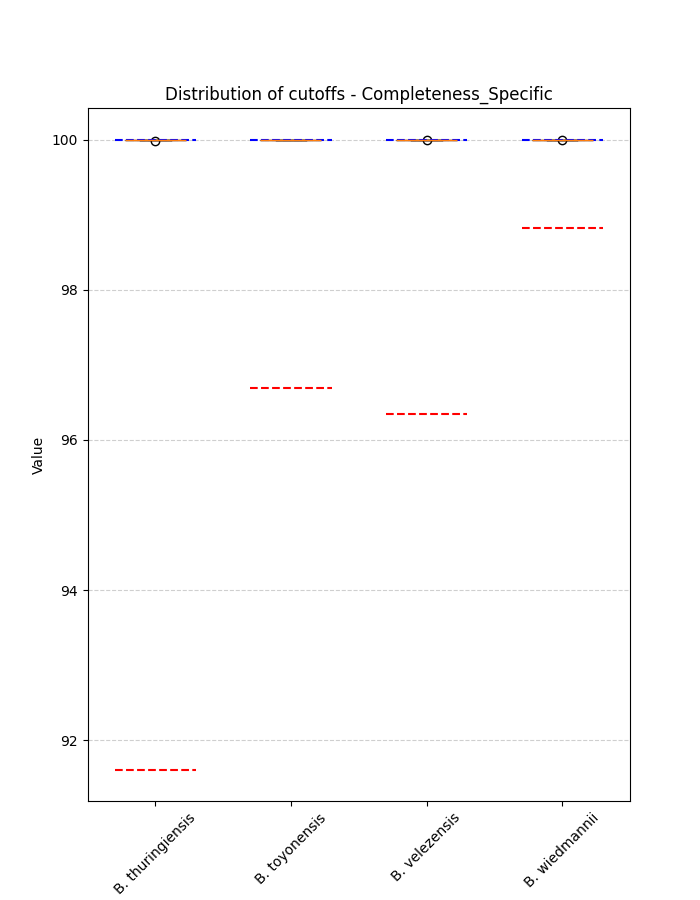 Distribution of cutoffs - Completeness_Specific
100
98
96
94
92
Value
B. thuringiensis
B. toyonensis
B. velezensis
B. wiedmannii